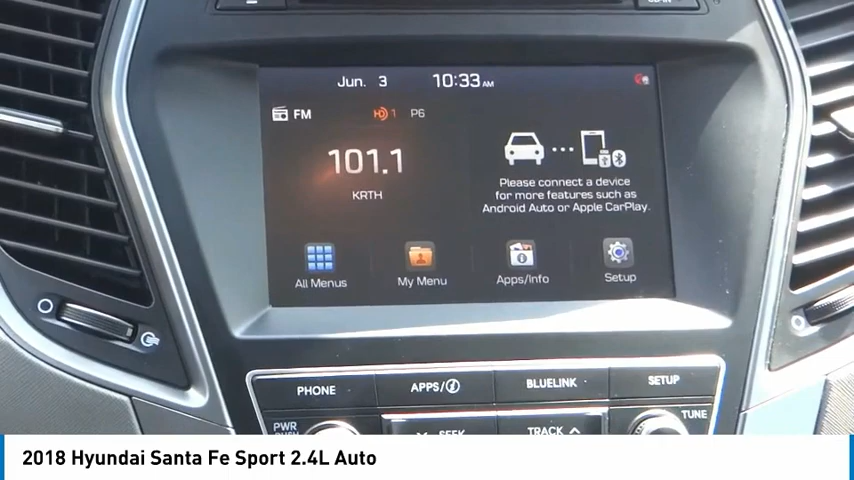 Jun. 3 10:33 AM
FM HD 1 P6
101.1
KRTH
Please connect a device
for more features such as
Android Auto or Apple CarPlay.
All Menus My Menu Apps/Info Setup
PHONE APPS/i BLUELINK SETUP
PWR SEEK TRACK TUNE
2018 Hyundai Santa Fe Sport 2.4L Auto